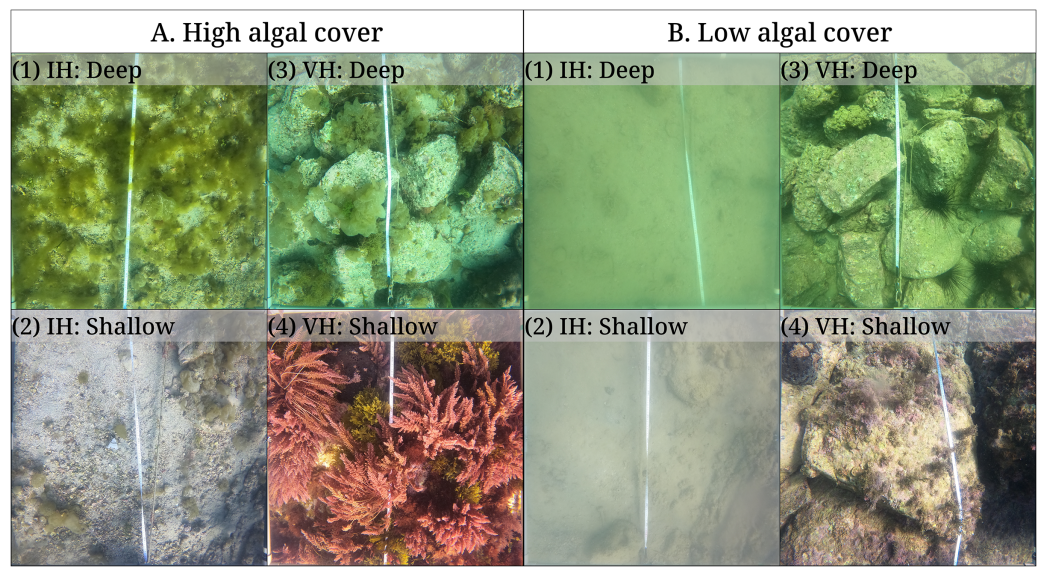 A. High algal cover
B. Low algal cover
(1) IH: Deep
(3) VH: Deep
(1) IH: Deep
(3) VH: Deep
(2) IH: Shallow
(4) VH: Shallow
(2) IH: Shallow
(4) VH: Shallow